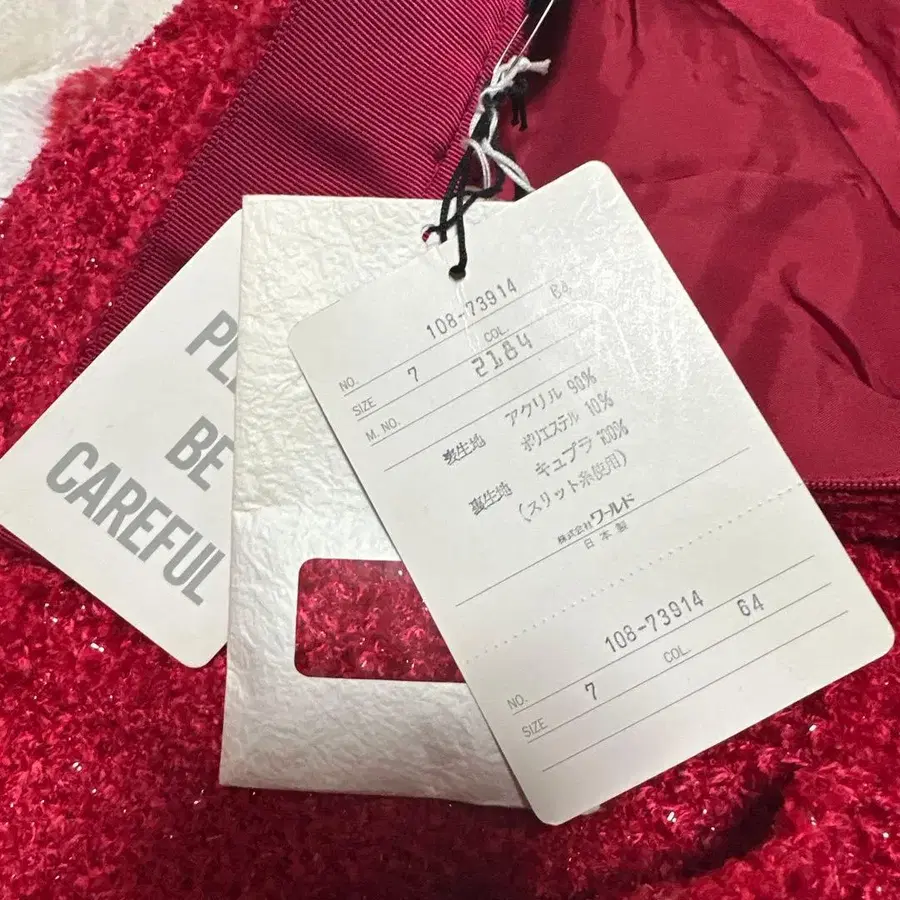 PLE
BE
CAREFUL
NO. 108-73914 64
SIZE 7 COL.
M. NO. 2184
表生地 アクリル 90%
ポリエステル 10%
裏生地 キュプラ 100%
(スリット糸使用)
株式会社ワールド
日本製
NO. 108-73914 64
SIZE 7 COL.